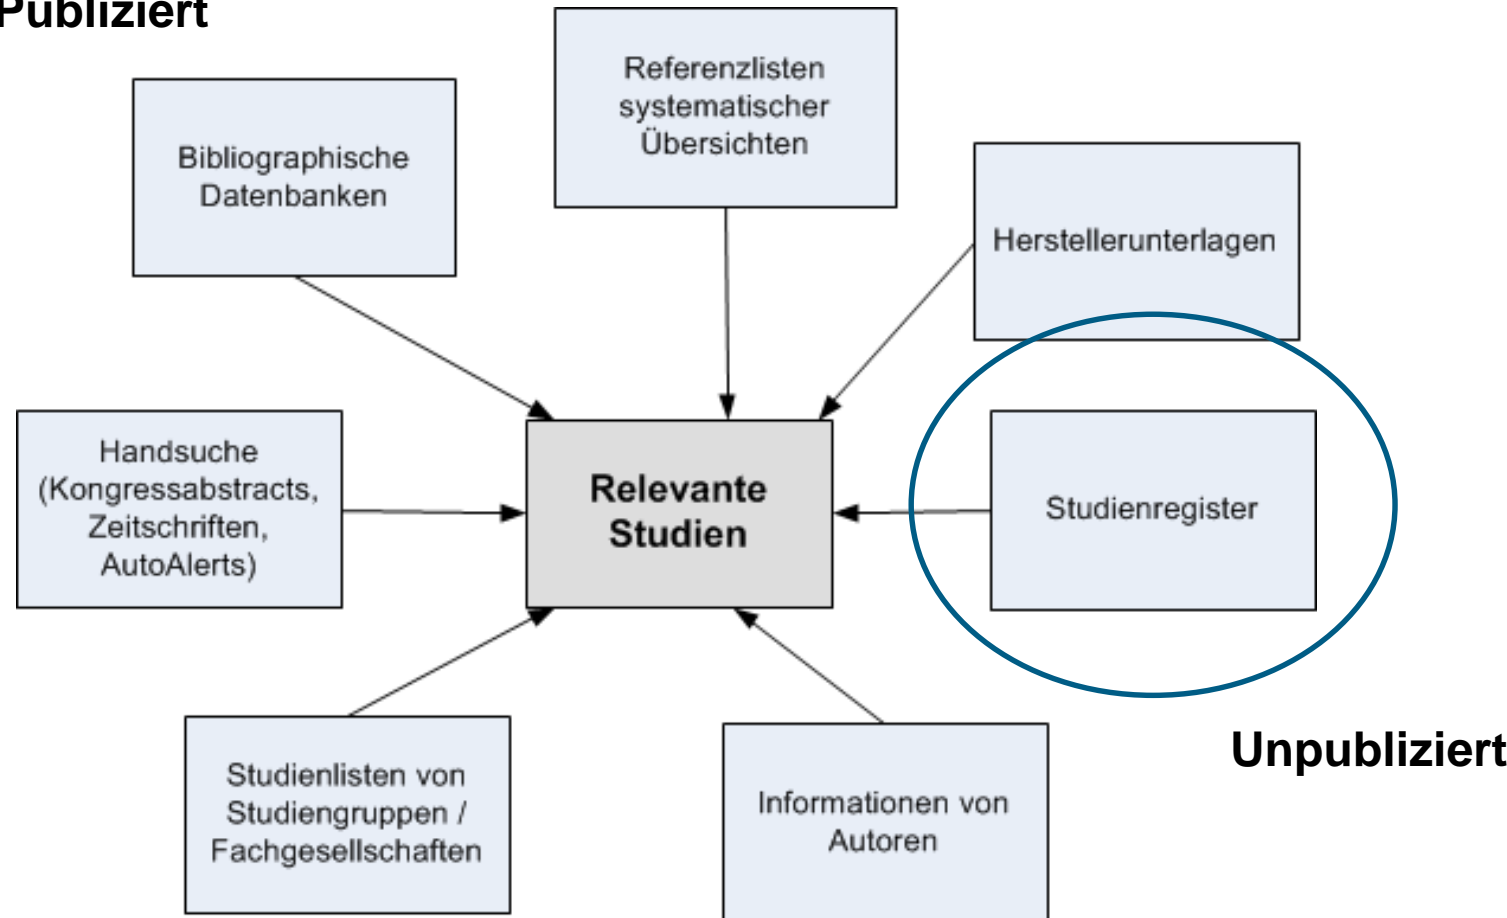 Publiziert
Referenzlisten
systematischer
Übersichten
Bibliographische
Datenbanken
Herstellerunterlagen
Handsuche
(Kongressabstracts,
Zeitschriften,
AutoAlerts)
Relevante
Studien
Studienregister
Unpubliziert
Studienlisten von
Studiengruppen /
Fachgesellschaften
Informationen von
Autoren